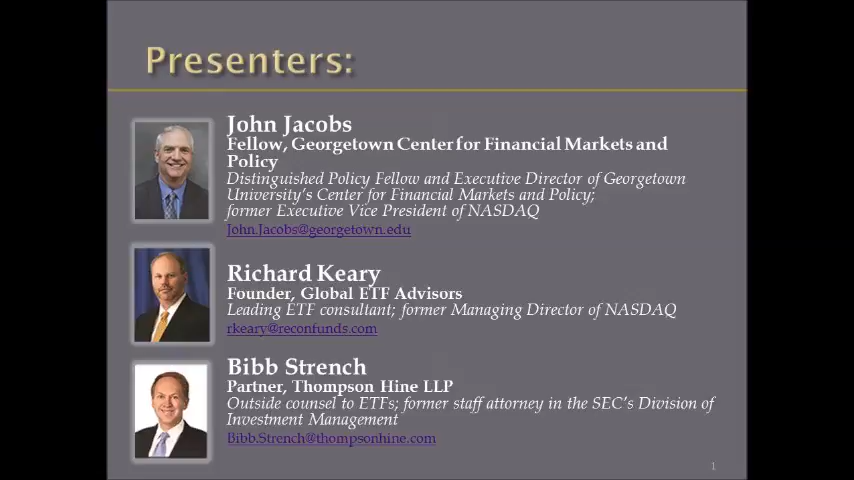 Presenters:
John Jacobs
Fellow, Georgetown Center for Financial Markets and
Policy
Distinguished Policy Fellow and Executive Director of Georgetown
University's Center for Financial Markets and Policy;
former Executive Vice President of NASDAQ
John.Jacobs@georgetown.edu
Richard Keary
Founder, Global ETF Advisors
Leading ETF consultant; former Managing Director of NASDAQ
rkeary@reconfunds.com
Bibb Strench
Partner, Thompson Hine LLP
Outside counsel to ETFs; former staff attorney in the SEC's Division of
Investment Management
Bibb.Strench@thompsonhine.com
1